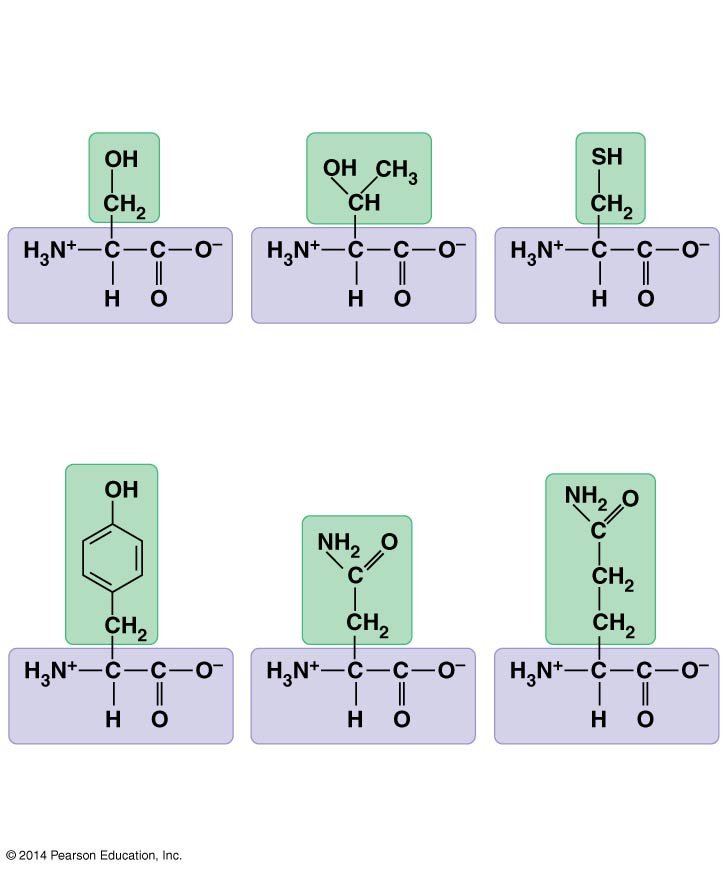 OH
CH2
H3N+ C C O–
H O
OH CH3
CH
H3N+ C C O–
H O
SH
CH2
H3N+ C C O–
H O
OH
CH2
H3N+ C C O–
H O
NH2 O
C
CH2
H3N+ C C O–
H O
NH2 O
C
CH2
CH2
H3N+ C C O–
H O
© 2014 Pearson Education, Inc.